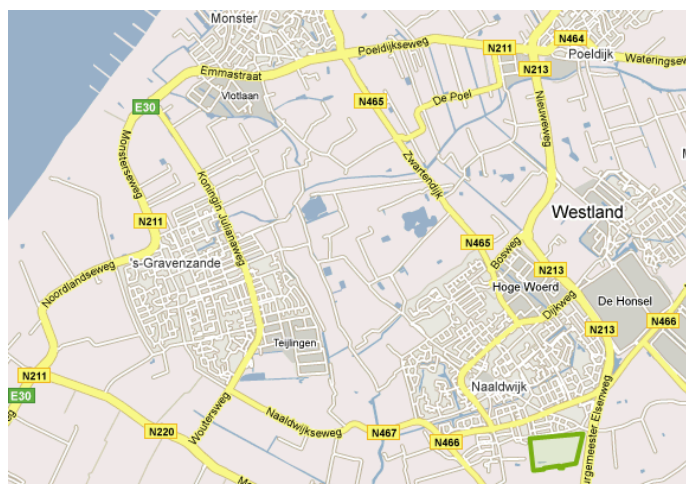 Monster
N464
Poeldijkseweg
N211
Poeldijk
Emmastraat
N213
Wateringsew
Vlotlaan
De Poel
N465
E30
Nieuweweg
Monsterseweg
Zwartendijk
Koningin Julianaweg
N211
Westland
N465
's-Gravenzande
Bosweg
N213
Noordlandseweg
Hoge Woerd
De Honsel
Dijkweg
N466
N213
Teijlingen
N211
Naaldwijk
E30
Woutersweg
Naaldwijkseweg
N220
N467
N466
urgemeester Elsenweg